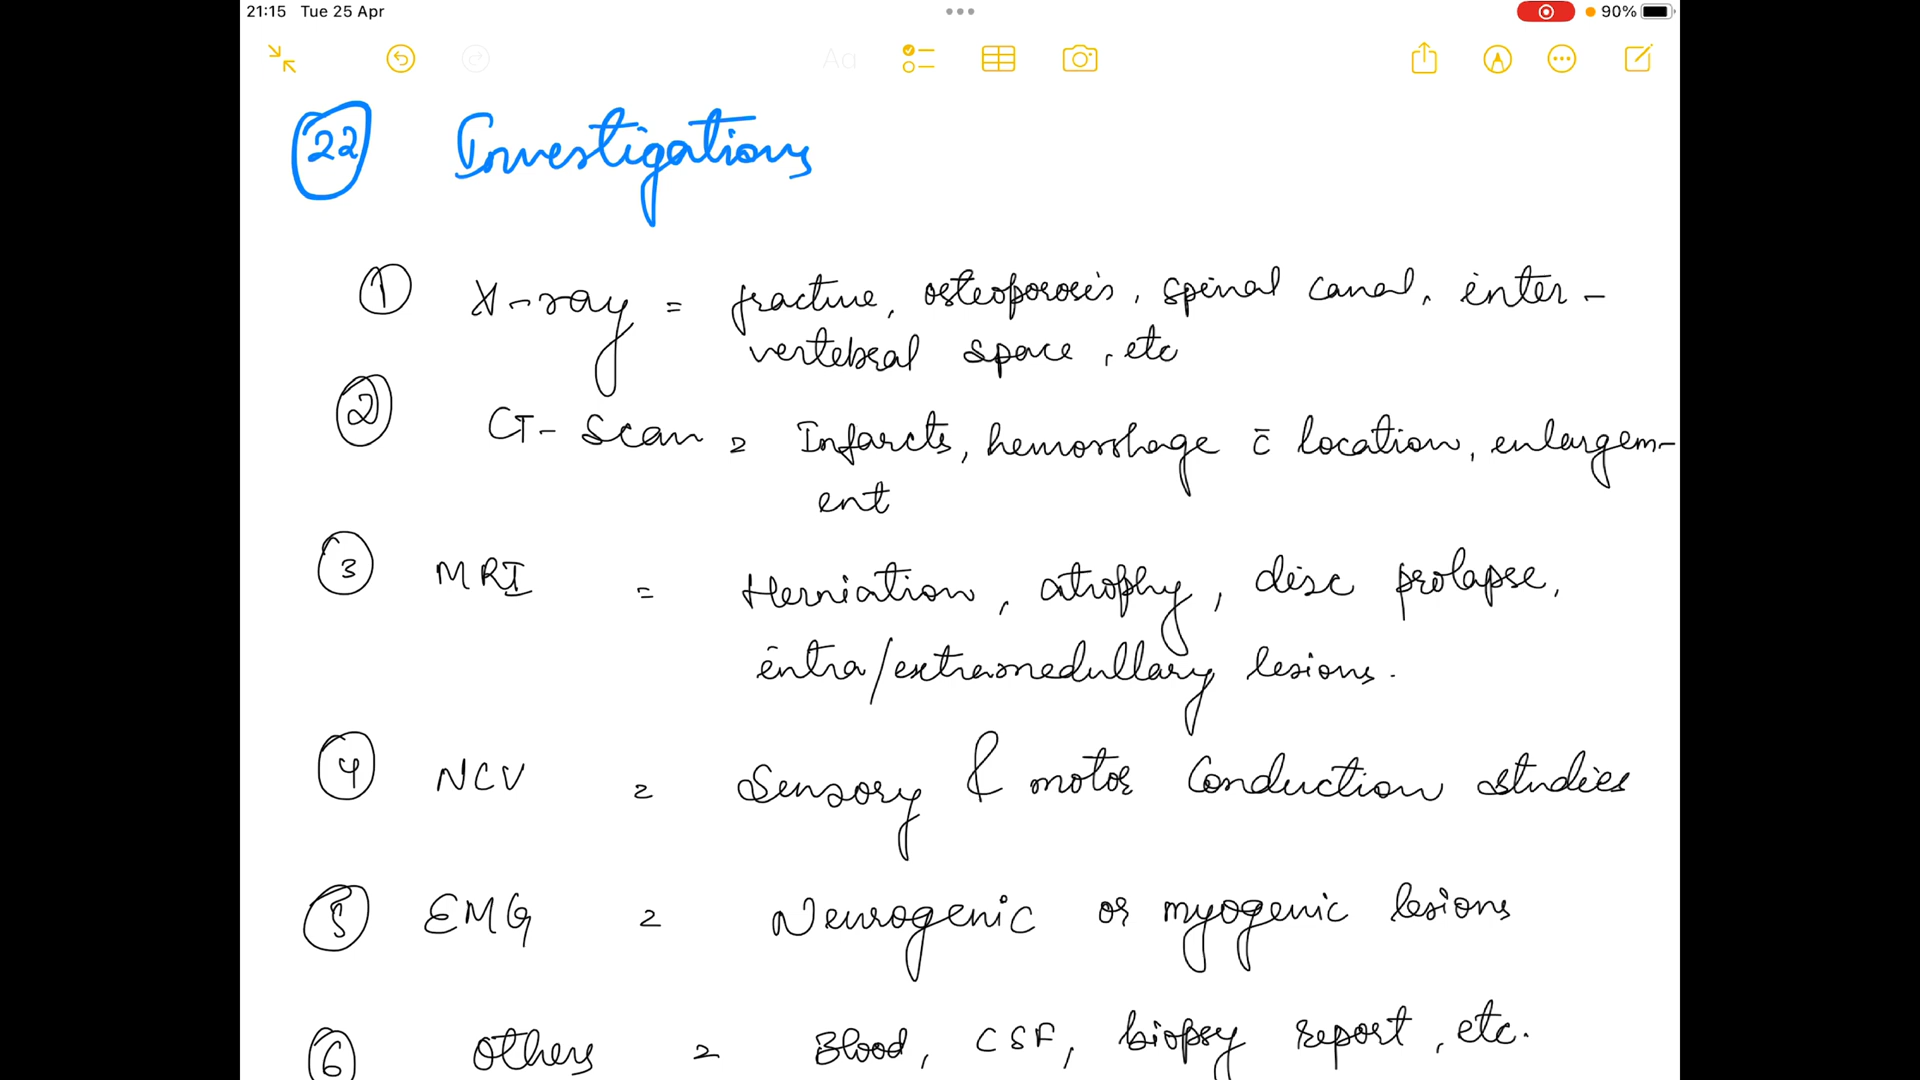 21:15 Tue 25 Apr
90%
Aa
22 Investigations
1 X-ray = fracture, osteoporosis, spinal canal, inter-
vertebral space, etc
2 CT-Scan = Infarcts, hemorrhage c̄ location, enlargem-
ent
3 MRI = Herniation, atrophy, disc prolapse,
intra/extramedullary lesions.
4 NCV = Sensory & motor Conduction studies
5 EMG = Neurogenic or myogenic lesions
6 Others = Blood, CSF, biopsy report, etc.